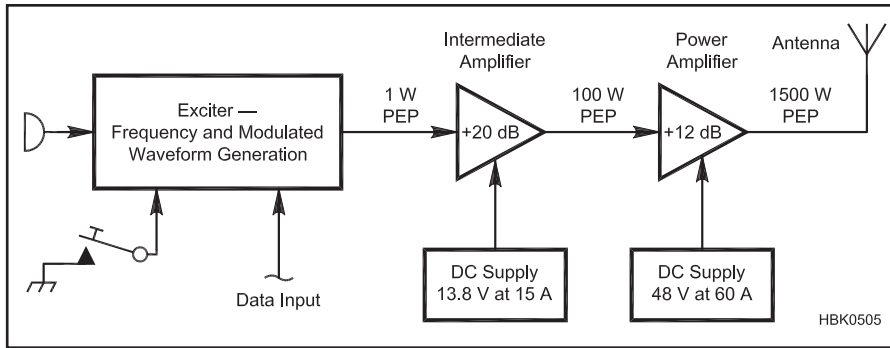 Intermediate
Amplifier
Power
Amplifier
Antenna
Exciter —
Frequency and Modulated
Waveform Generation
1 W
PEP
+20 dB
100 W
PEP
+12 dB
1500 W
PEP
Data Input
DC Supply
13.8 V at 15 A
DC Supply
48 V at 60 A
HBK0505